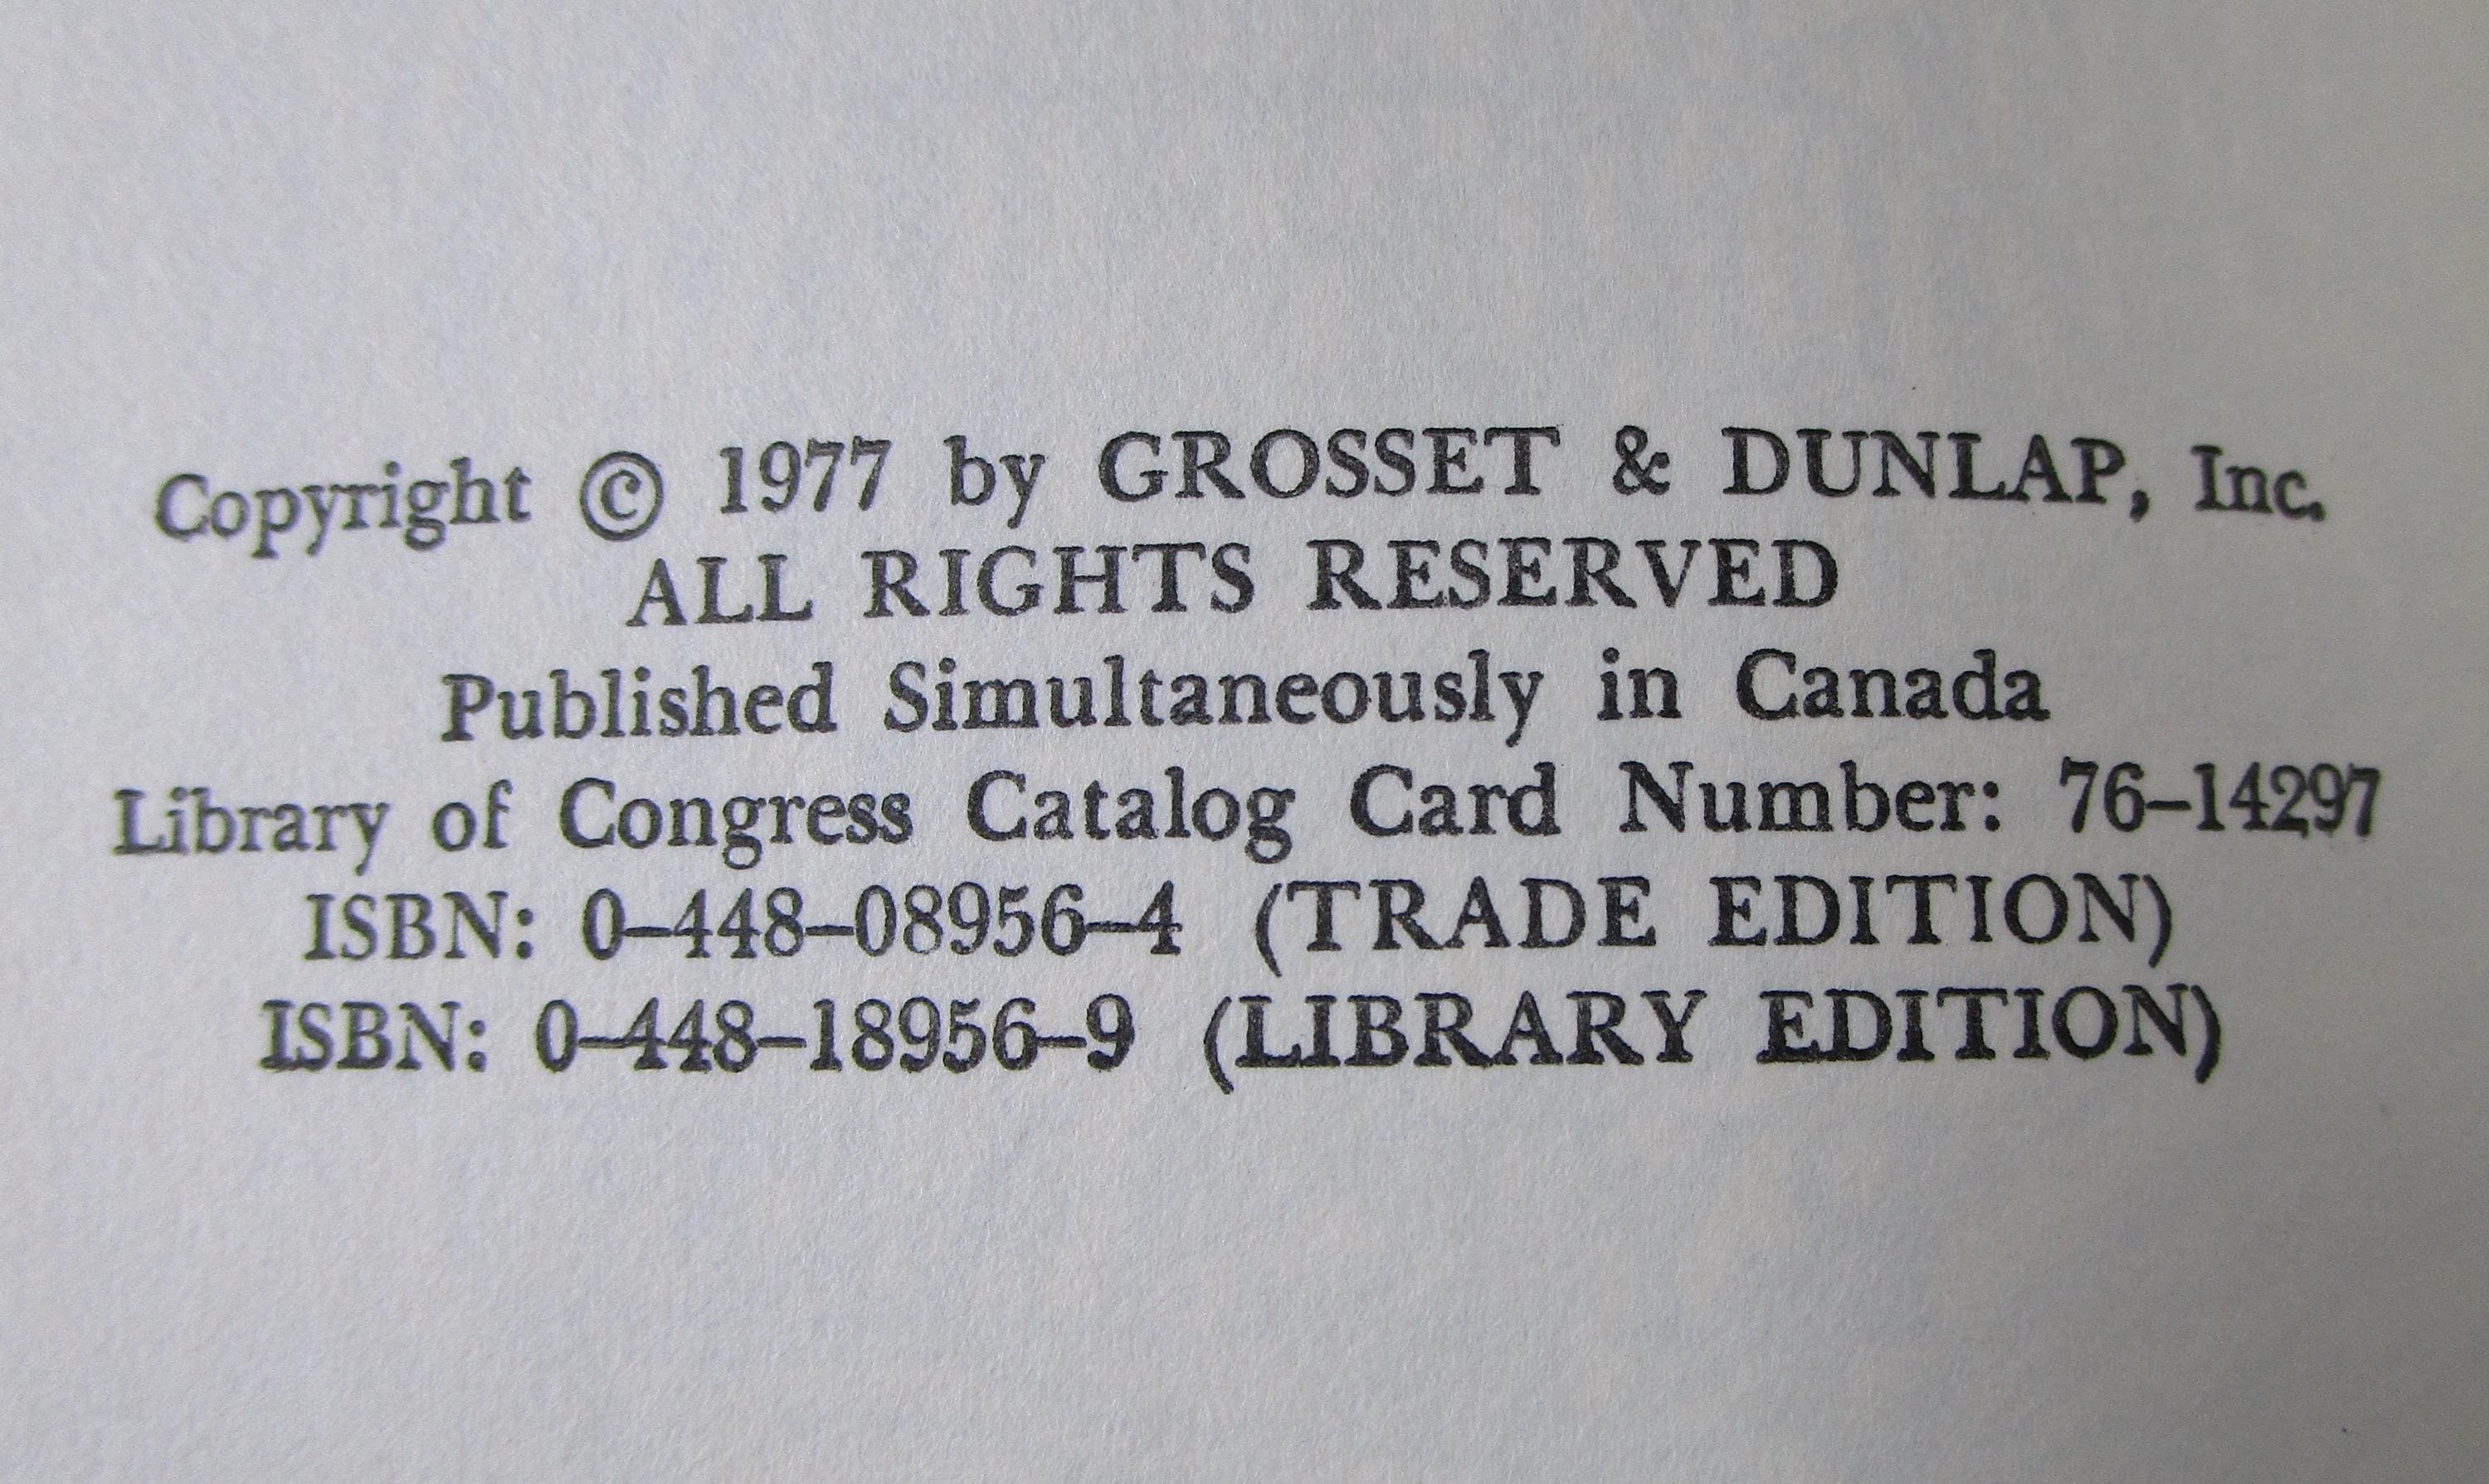 Copyright © 1977 by GROSSET & DUNLAP, Inc.
ALL RIGHTS RESERVED
Published Simultaneously in Canada
Library of Congress Catalog Card Number: 76–14297
ISBN: 0–448–08956–4 (TRADE EDITION)
ISBN: 0–448–18956–9 (LIBRARY EDITION)